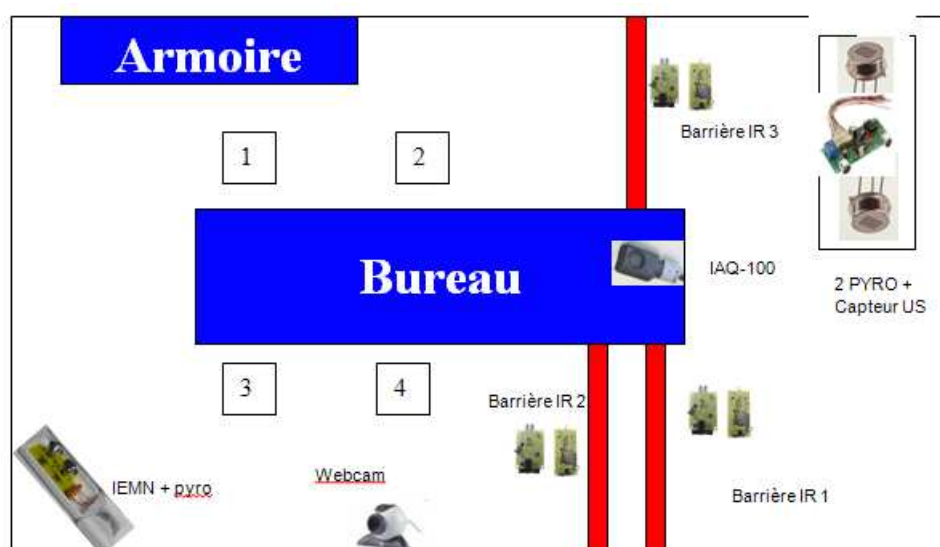 Armoire
Barrière IR 3
1
2
Bureau
IAQ-100
2 PYRO +
Capteur US
3
4
Barrière IR 2
IEMN + pyro
Webcam
Barrière IR 1